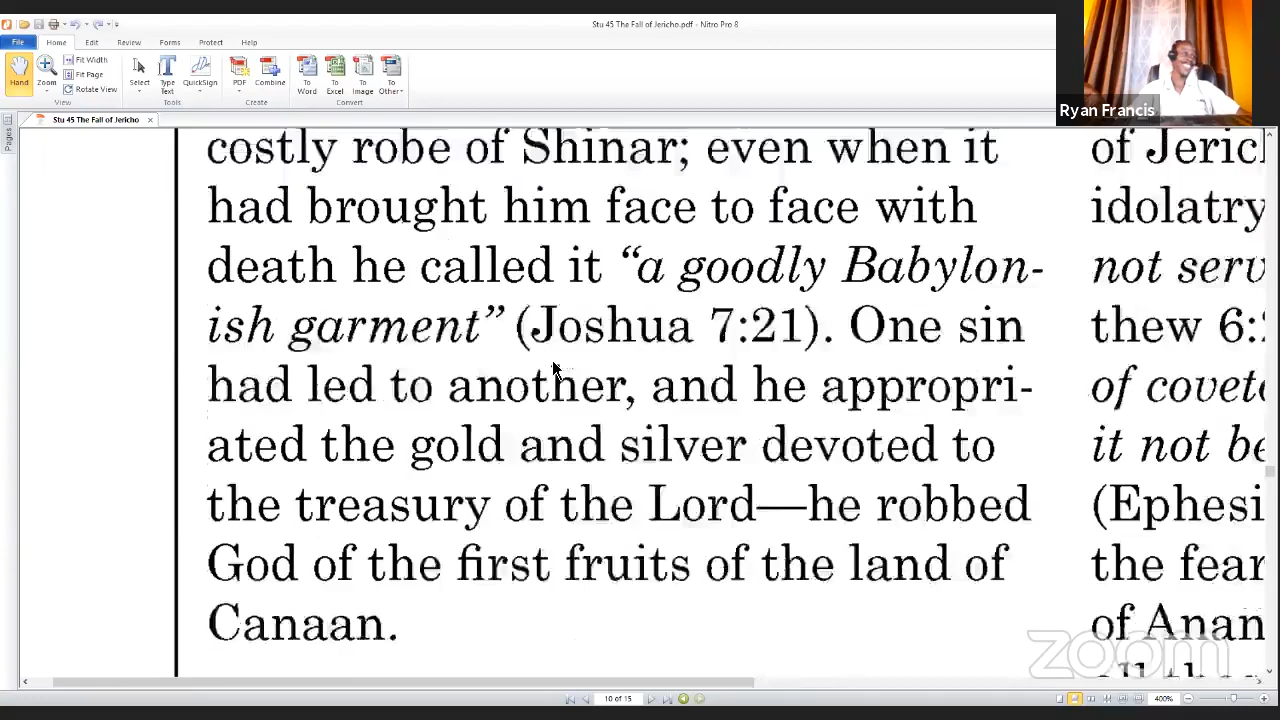 Stu 45 The Fall of Jericho.pdf - Nitro Pro 8
File Home Edit Review Forms Protect Help
Hand
Zoom
Fit Width
Fit Page
Rotate View
View
Select
Type Text
QuickSign
Tools
PDF
Combine
Create
To Word
To Excel
To Image
To Other
Convert
Ryan Francis
Stu 45 The Fall of Jericho
Pages
costly robe of Shinar; even when it
had brought him face to face with
death he called it “a goodly Babylon-
ish garment” (Joshua 7:21). One sin
had led to another, and he appropri-
ated the gold and silver devoted to
the treasury of the Lord—he robbed
God of the first fruits of the land of
Canaan.
of Jeric
idolatry
not serv
thew 6:
of covet
it not be
(Ephesi
the fear
of Anan
zoom
10 of 15
400%